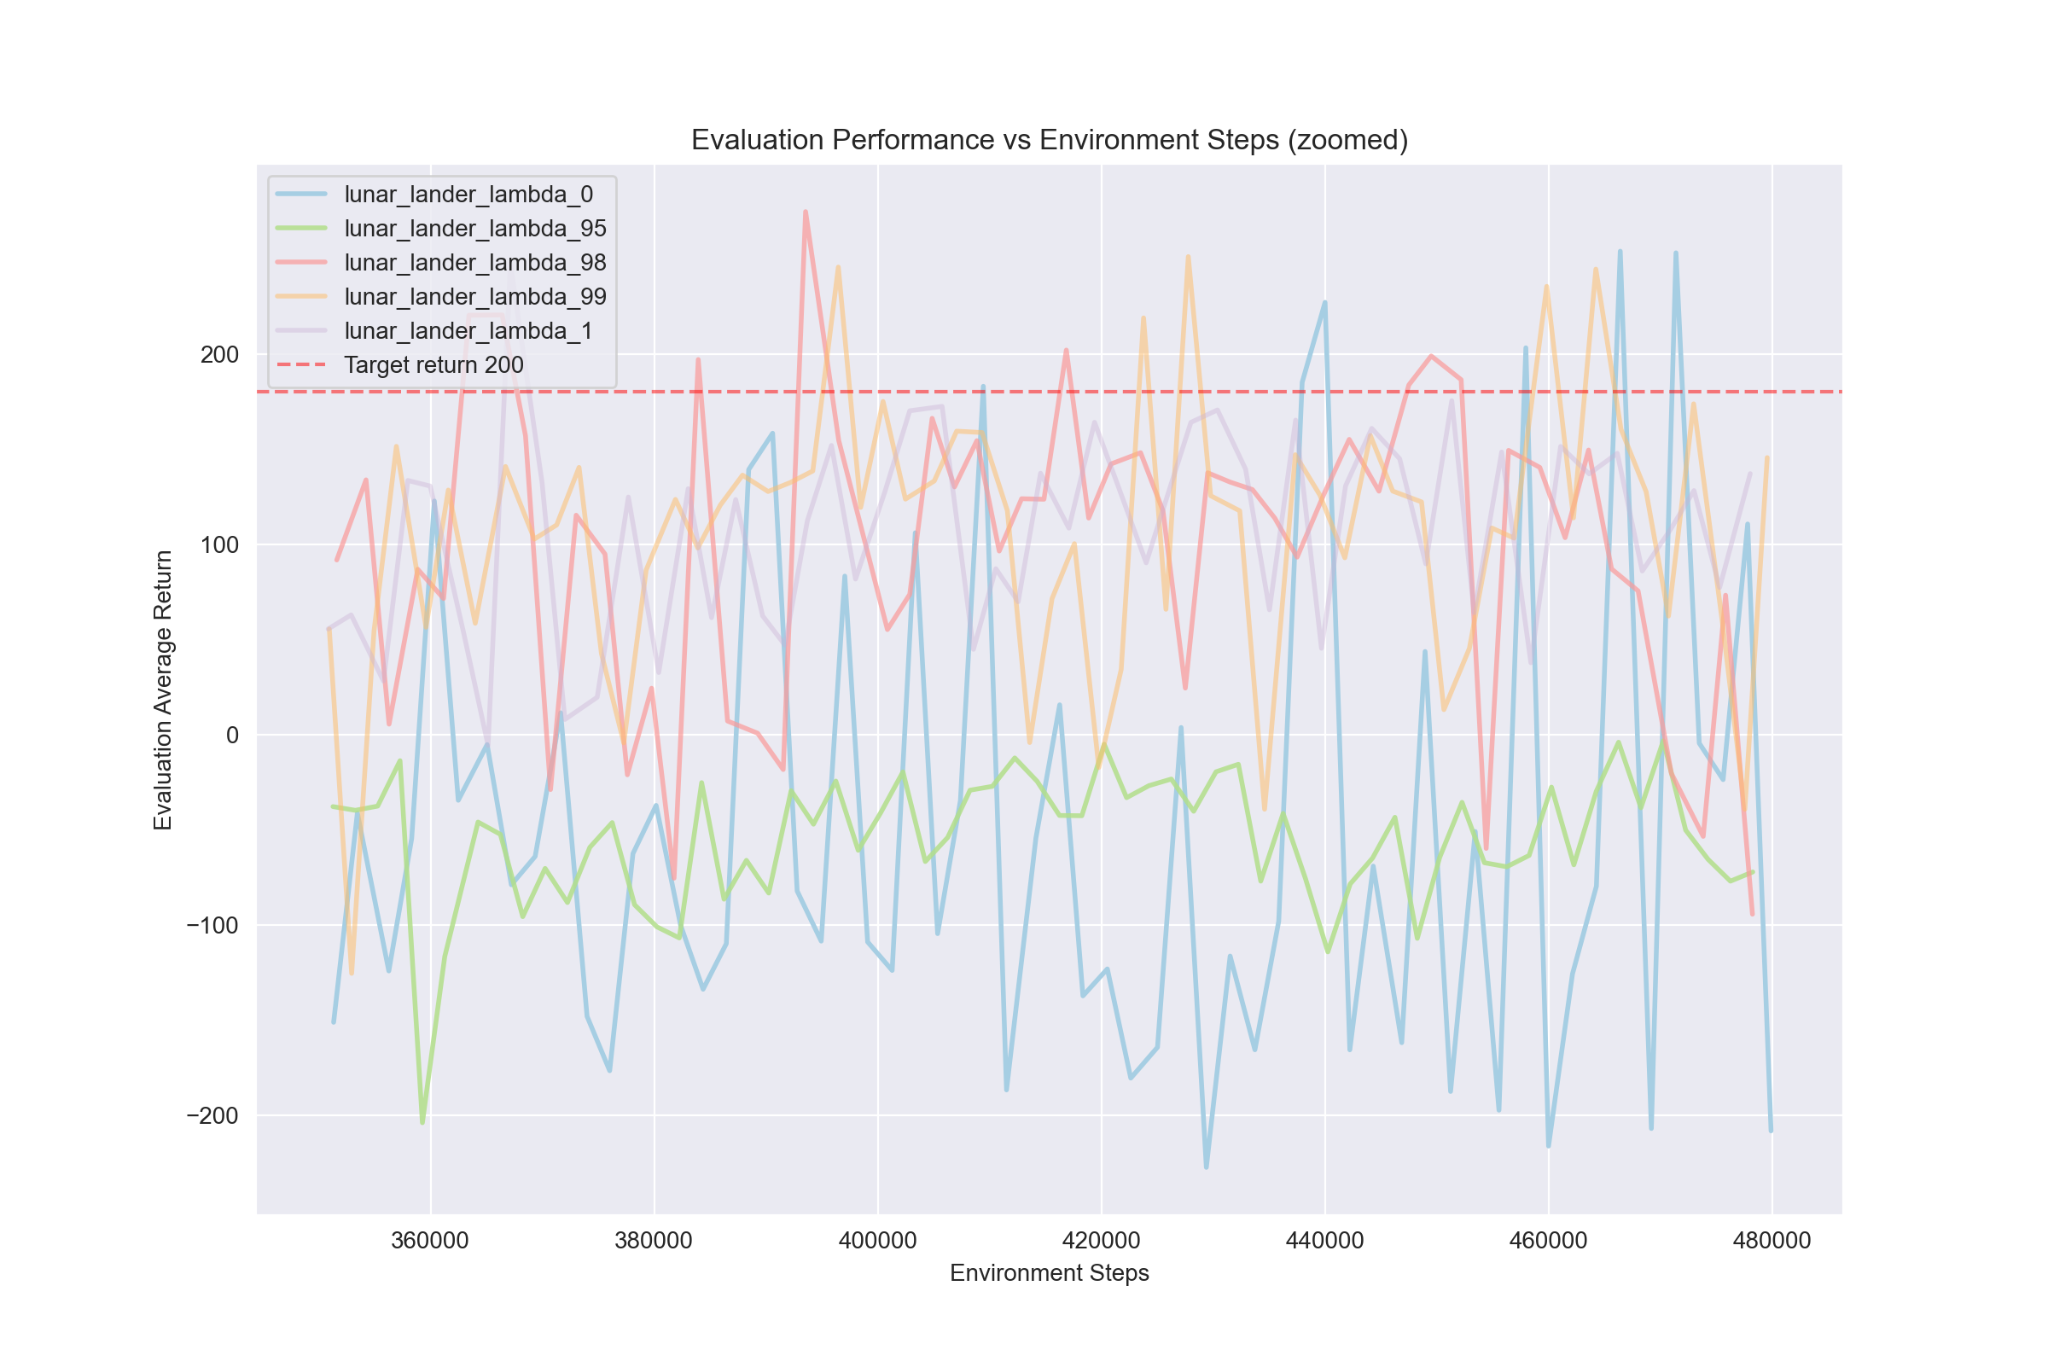 Evaluation Performance vs Environment Steps (zoomed)
lunar_lander_lambda_0
lunar_lander_lambda_95
lunar_lander_lambda_98
lunar_lander_lambda_99
lunar_lander_lambda_1
Target return 200
Evaluation Average Return
200
100
0
−100
−200
360000 380000 400000 420000 440000 460000 480000
Environment Steps